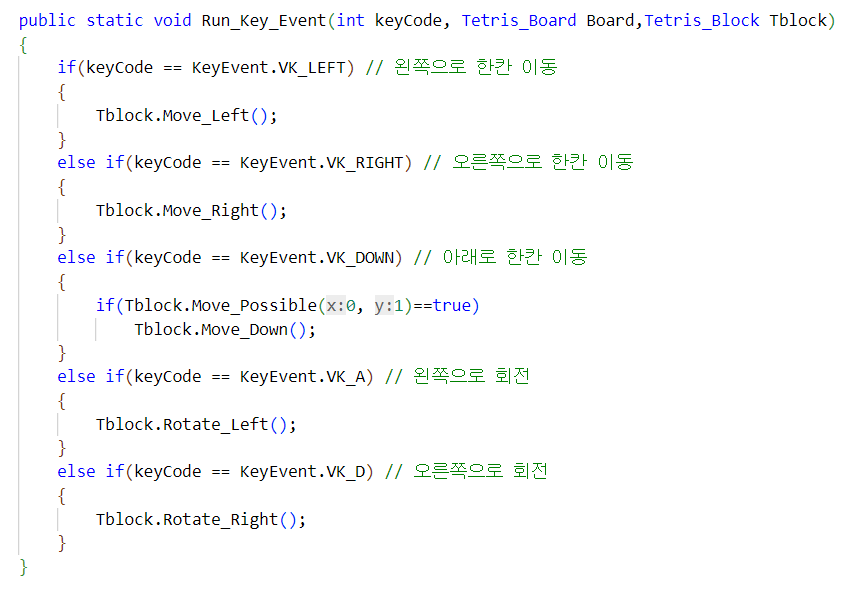 public static void Run_Key_Event(int keyCode, Tetris_Board Board,Tetris_Block Tblock)
{
    if(keyCode == KeyEvent.VK_LEFT) // 왼쪽으로 한칸 이동
    {
        Tblock.Move_Left();
    }
    else if(keyCode == KeyEvent.VK_RIGHT) // 오른쪽으로 한칸 이동
    {
        Tblock.Move_Right();
    }
    else if(keyCode == KeyEvent.VK_DOWN) // 아래로 한칸 이동
    {
        if(Tblock.Move_Possible(x:0, y:1)==true)
            Tblock.Move_Down();
    }
    else if(keyCode == KeyEvent.VK_A) // 왼쪽으로 회전
    {
        Tblock.Rotate_Left();
    }
    else if(keyCode == KeyEvent.VK_D) // 오른쪽으로 회전
    {
        Tblock.Rotate_Right();
    }
}